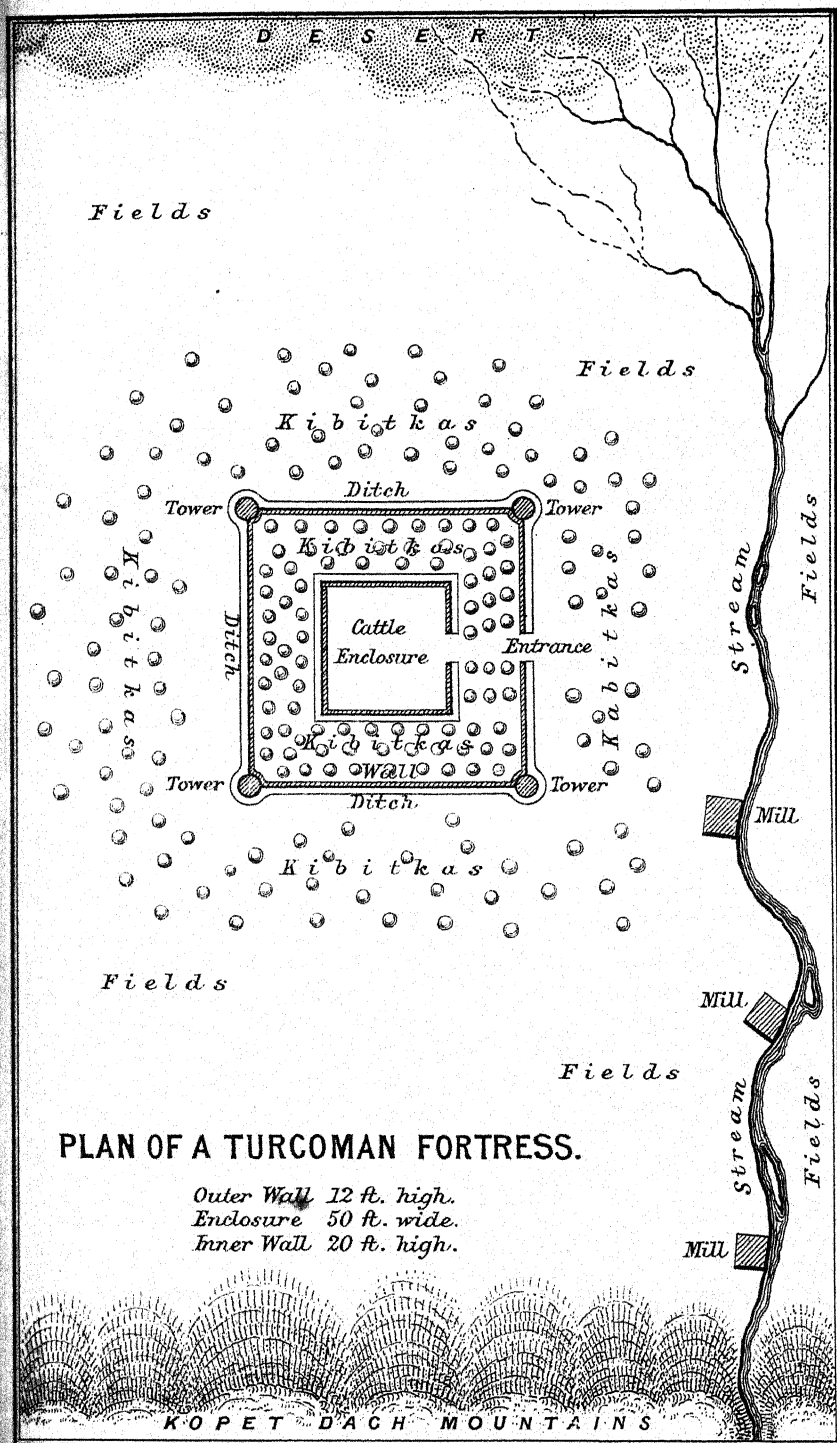 DESERT
Fields
Fields
Kibitkas
Ditch
Tower
Tower
Kibitkas
Kibitkas
Ditch
Cattle
Enclosure
Entrance
Kabitkas
Stream
Fields
Kibitkas
Wall
Tower
Tower
Ditch
Mill
Kibitkas
Fields
Mill
Fields
Stream
Fields
PLAN OF A TURCOMAN FORTRESS.
Outer Wall 12 ft. high.
Enclosure 50 ft. wide.
Inner Wall 20 ft. high.
Mill
KOPET DACH MOUNTAINS